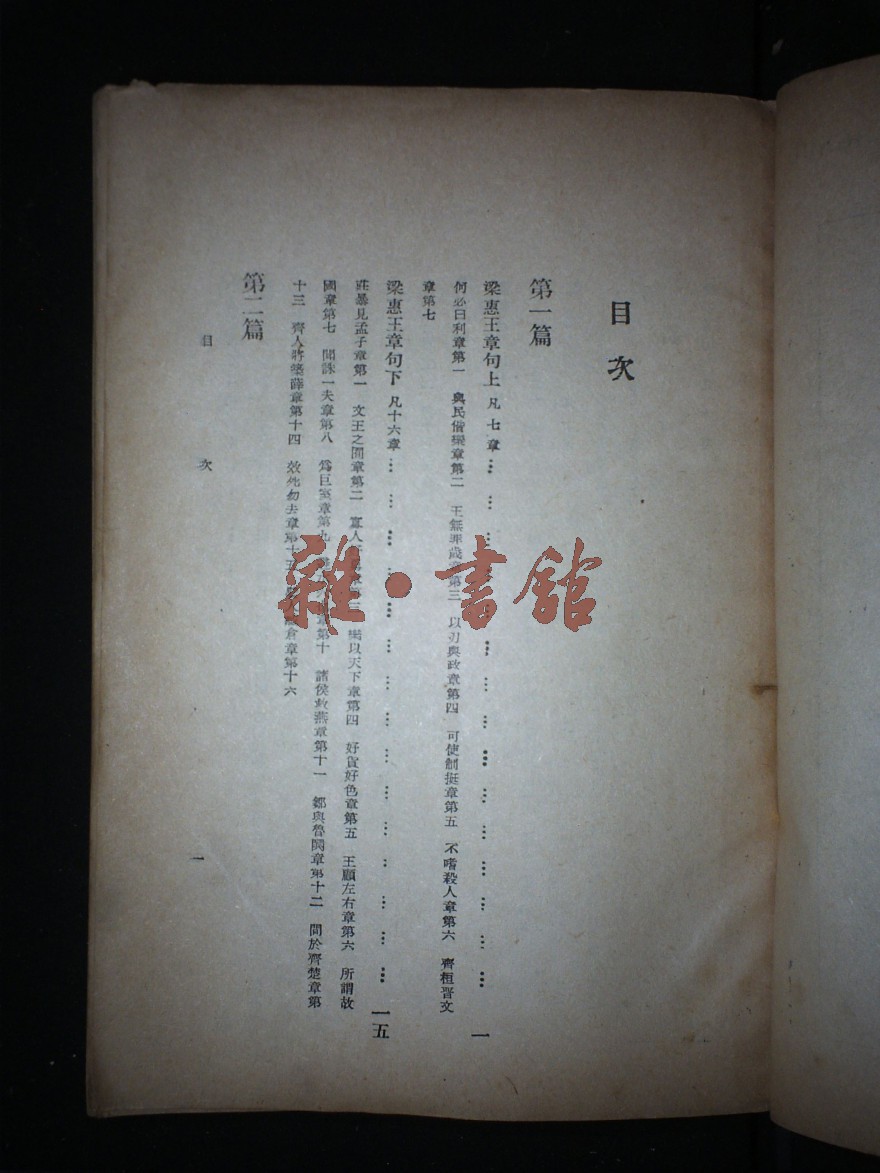 目次
第一篇
梁惠王章句上 凡七章 … … … … … … … … … … … 一
何必曰利章第一 與民偕樂章第二 王無罪歲章第三 以刃與政章第四 可使制挺章第五 不嗜殺人章第六 齊桓晋文
章第七
梁惠王章句下 凡十六章 … … … … … … … … … … … 一五
莊暴見孟子章第一 文王之囿章第二 寡人 樂以天下章第四 好貨好色章第五 王顧左右章第六 所謂故
國章第七 聞誅一夫章第八 爲巨室章第九 章第十 諸侯救燕章第十一 鄒與魯鬨章第十二 間於齊楚章第
十三 齊人將築薛章第十四 效死勿去章第十五 倉章第十六
第二篇
目次 一
雜·書館